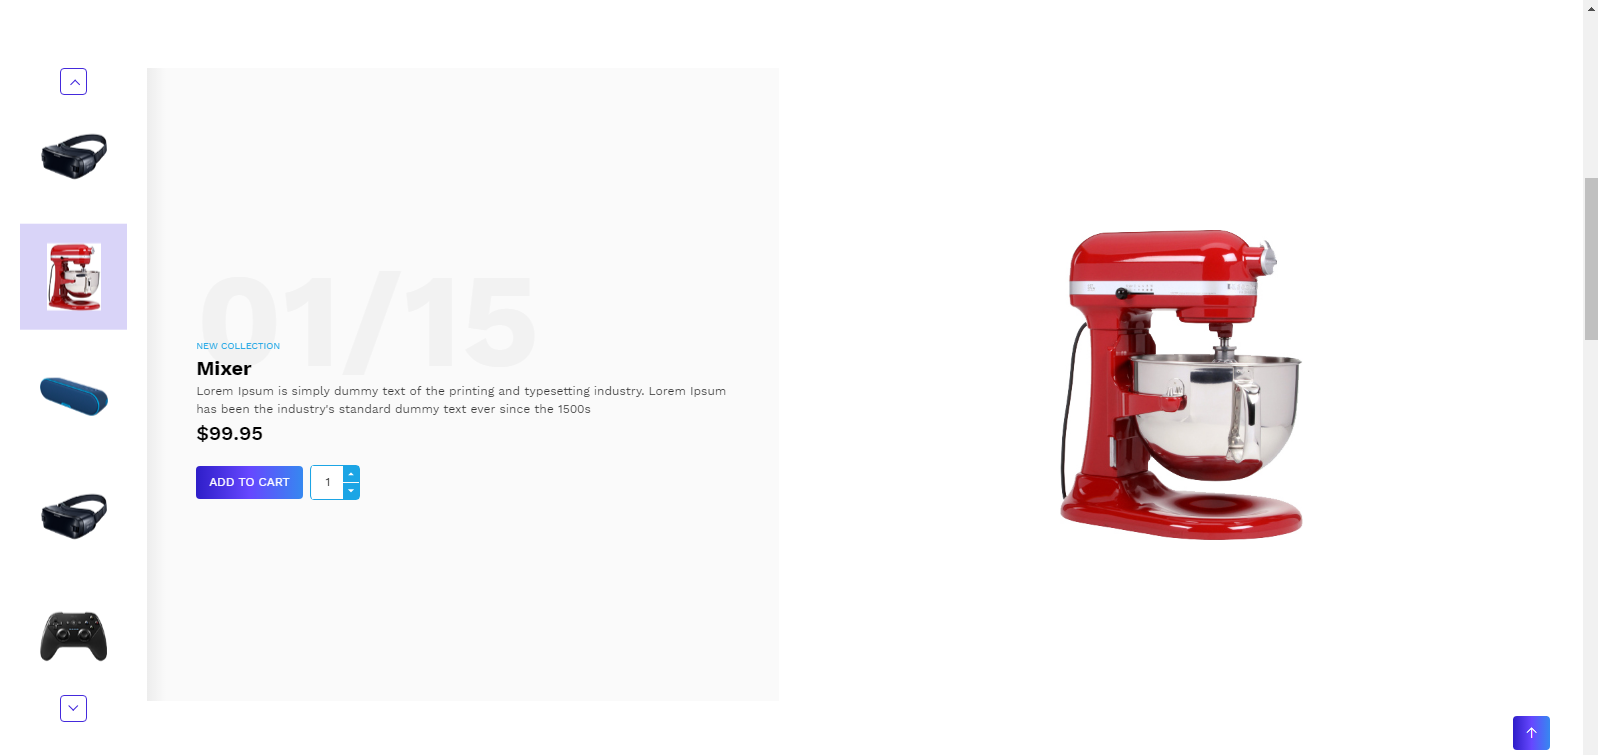 01/15
NEW COLLECTION
Mixer
Lorem Ipsum is simply dummy text of the printing and typesetting industry. Lorem Ipsum
has been the industry's standard dummy text ever since the 1500s
$99.95
ADD TO CART
1